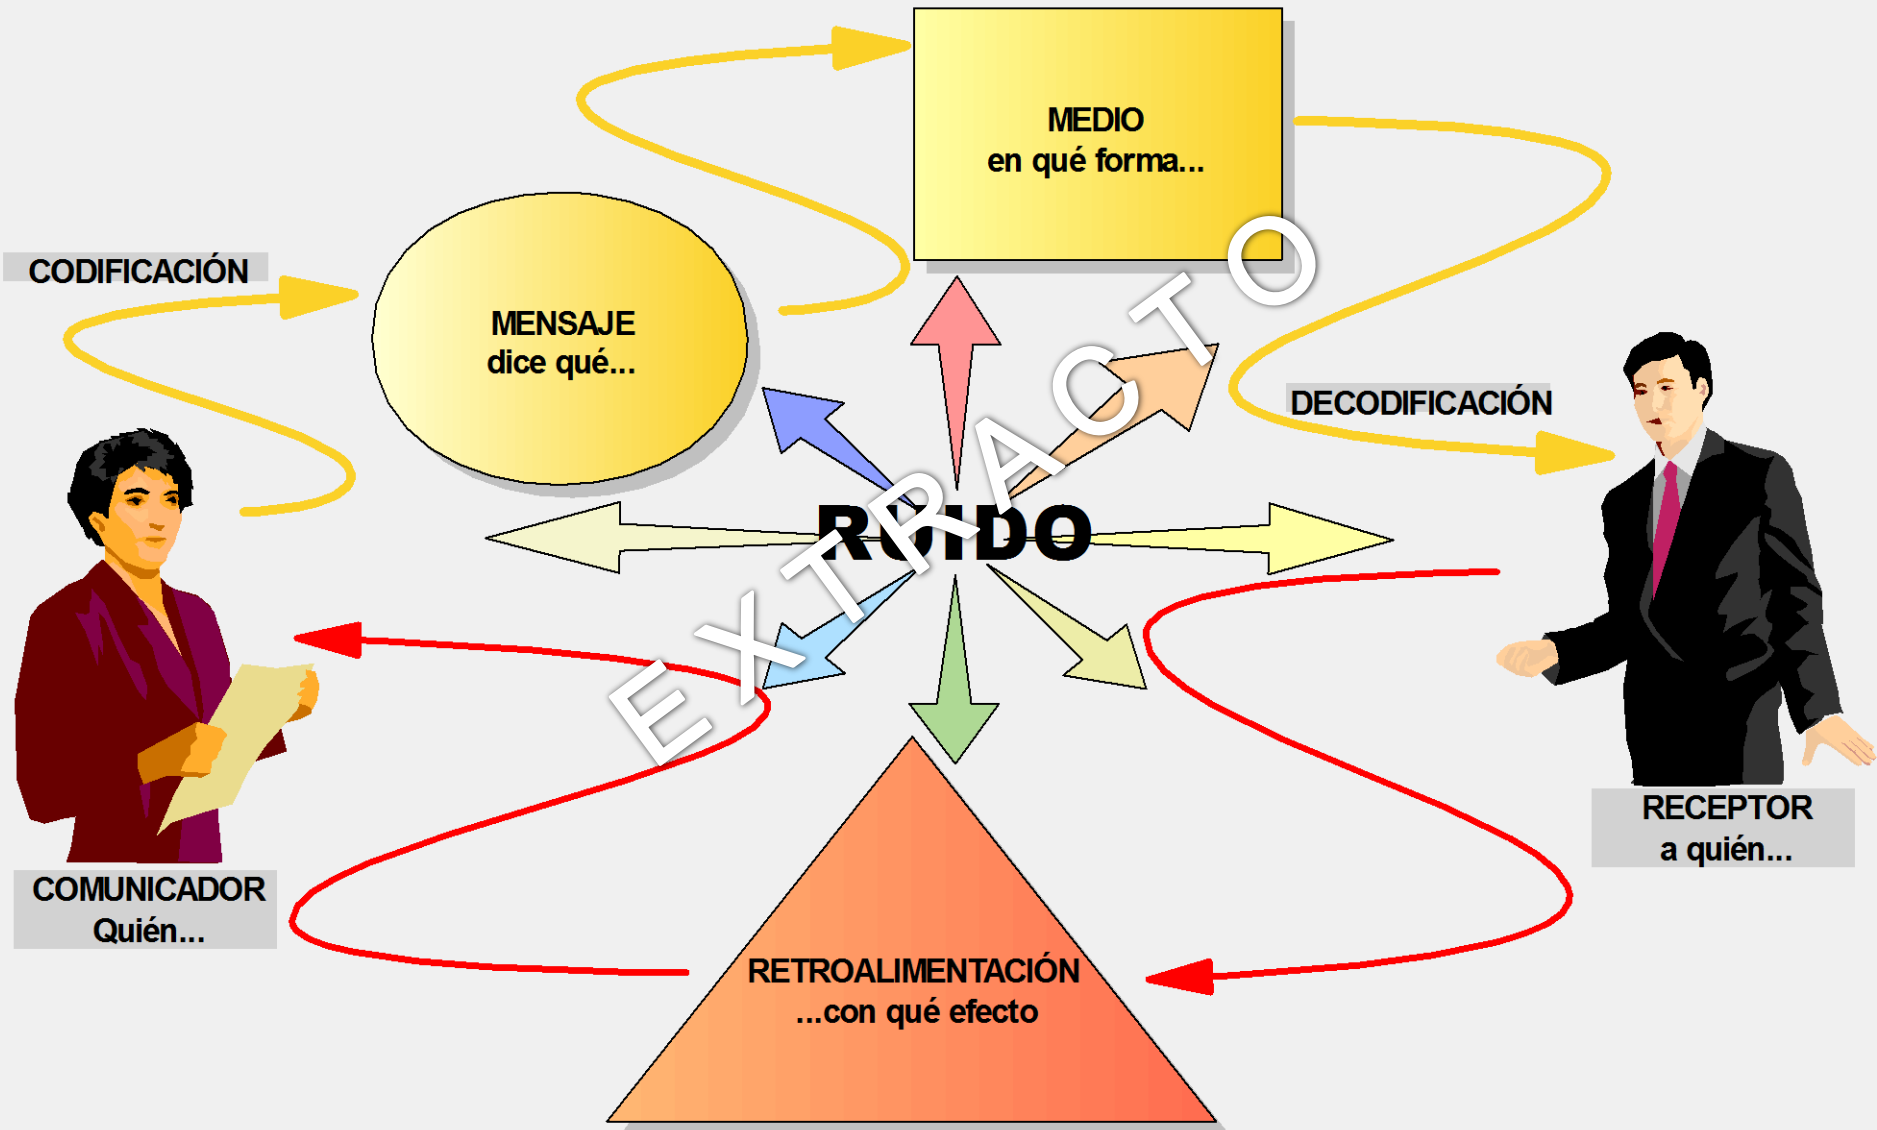 MEDIO
en qué forma...
CODIFICACIÓN
MENSAJE
dice qué...
DECODIFICACIÓN
RUIDO
EXTRACTO
RECEPTOR
a quién...
COMUNICADOR
Quién...
RETROALIMENTACIÓN
...con qué efecto